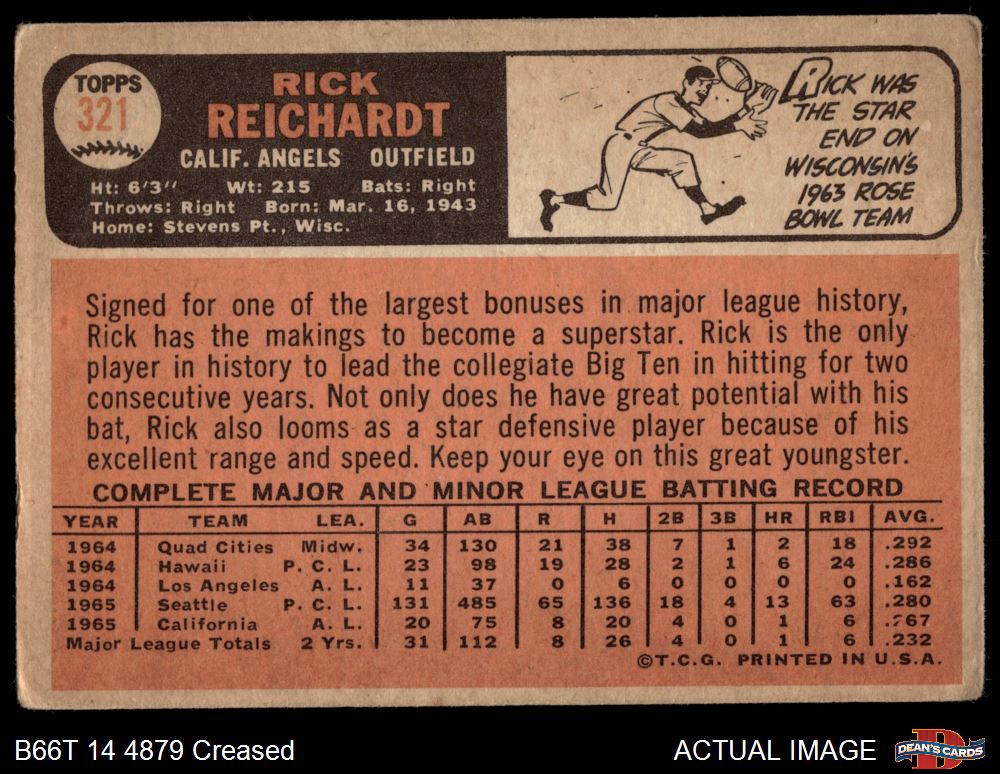 TOPPS
321
RICK
REICHARDT
CALIF. ANGELS OUTFIELD
Ht: 6'3" Wt: 215 Bats: Right
Throws: Right Born: Mar. 16, 1943
Home: Stevens Pt., Wisc.
RICK WAS
THE STAR
END ON
WISCONSIN'S
1963 ROSE
BOWL TEAM
Signed for one of the largest bonuses in major league history,
Rick has the makings to become a superstar. Rick is the only
player in history to lead the collegiate Big Ten in hitting for two
consecutive years. Not only does he have great potential with his
bat, Rick also looms as a star defensive player because of his
excellent range and speed. Keep your eye on this great youngster.
COMPLETE MAJOR AND MINOR LEAGUE BATTING RECORD
YEAR TEAM LEA. G AB R H 2B 3B HR RBI AVG.
1964 Quad Cities Midw. 34 130 21 38 7 1 2 18 .292
1964 Hawaii P. C. L. 23 98 19 28 2 1 6 24 .286
1964 Los Angeles A. L. 11 37 0 6 0 0 0 0 .162
1965 Seattle P. C. L. 131 485 65 136 18 4 13 63 .280
1965 California A. L. 20 75 8 20 4 0 1 6 .267
Major League Totals 2 Yrs. 31 112 8 26 4 0 1 6 .232
©T.C.G. PRINTED IN U.S.A.
B66T 14 4879 Creased
ACTUAL IMAGE
D
DEAN'S CARDS